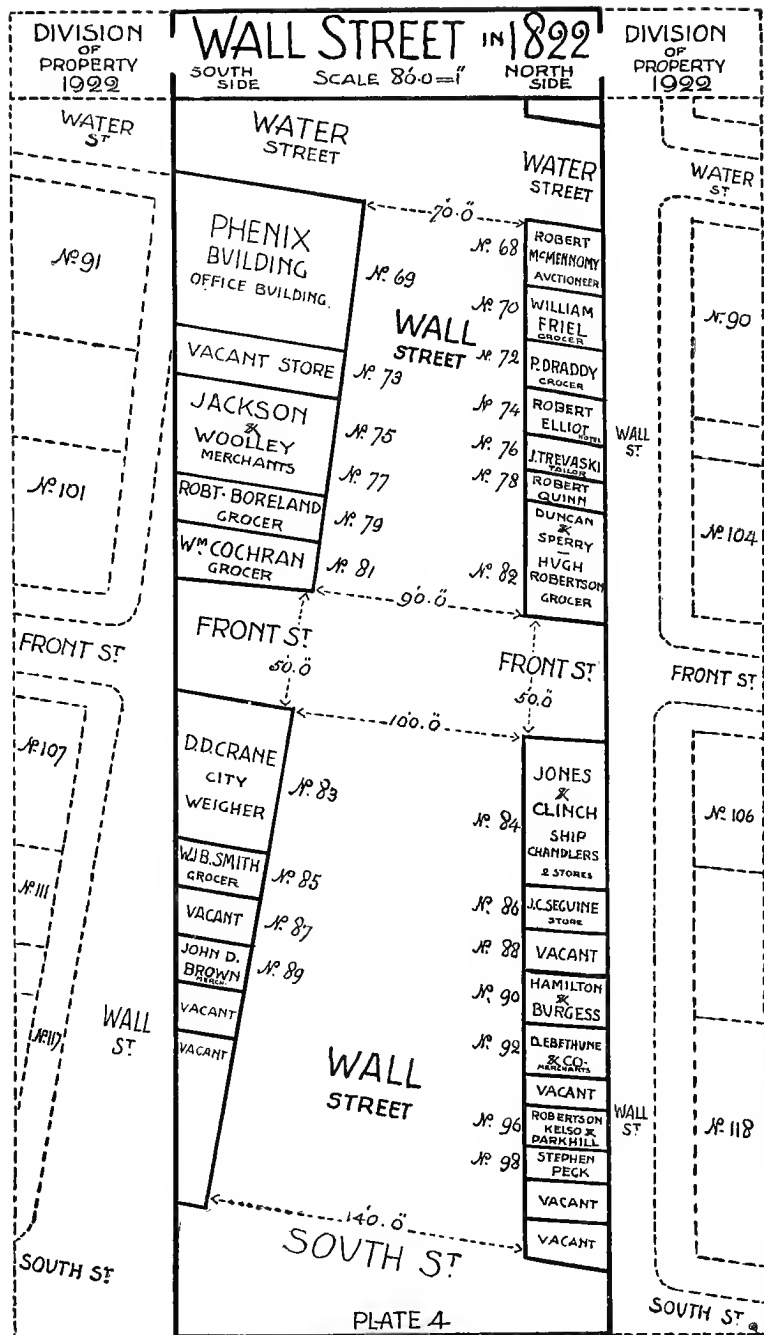 DIVISION
OF
PROPERTY
1922
WALL STREET IN 1822
SOUTH
SIDE
SCALE 80.0=1"
NORTH
SIDE
DIVISION
OF
PROPERTY
1922
WATER
ST
WATER
STREET
WATER
STREET
WATER
ST
No. 91
No. 101
FRONT ST
No. 107
No. 111
No. 117
WALL
ST.
SOUTH ST.
PHENIX
BUILDING
OFFICE BUILDING.
No. 69
VACANT STORE
No. 73
JACKSON
&
WOOLLEY
MERCHANTS
No. 75
No. 77
ROBT. BORELAND
GROCER
No. 79
WM COCHRAN
GROCER
No. 81
70.0"
WALL
STREET
90.0"
No. 68
ROBERT
McMENNOMY
AUCTIONEER
No. 70
WILLIAM
FRIEL
GROCER
No. 72
P. DRADDY
GROCER
No. 74
ROBERT
ELLIOT
HOTEL
No. 76
J. TREVASKI
TAILOR
No. 78
ROBERT
QUINN
DUNCAN
&
SPERRY
—
HUGH
ROBERTSON
GROCER
No. 82
FRONT ST.
50.0"
FRONT ST.
50.0"
100.0"
D.D. CRANE
CITY
WEIGHER
No. 83
W.J.B. SMITH
GROCER
No. 85
VACANT
No. 87
JOHN D.
BROWN
MERCH.
No. 89
VACANT
VACANT
WALL
STREET
JONES
&
CLINCH
SHIP
CHANDLERS
2 STORES
No. 84
No. 86
J.C. SEGUINE
STORE
No. 88
VACANT
No. 90
HAMILTON
&
BURGESS
No. 92
D. BETHUNE
& CO.
MERCHANTS
VACANT
No. 96
ROBERTSON
KELSO &
PARKHILL
No. 98
STEPHEN
PECK
VACANT
VACANT
140.0"
SOUTH ST.
PLATE 4
No. 90
WALL
ST.
No. 104
FRONT ST.
No. 106
WALL
ST.
No. 118
SOUTH ST.